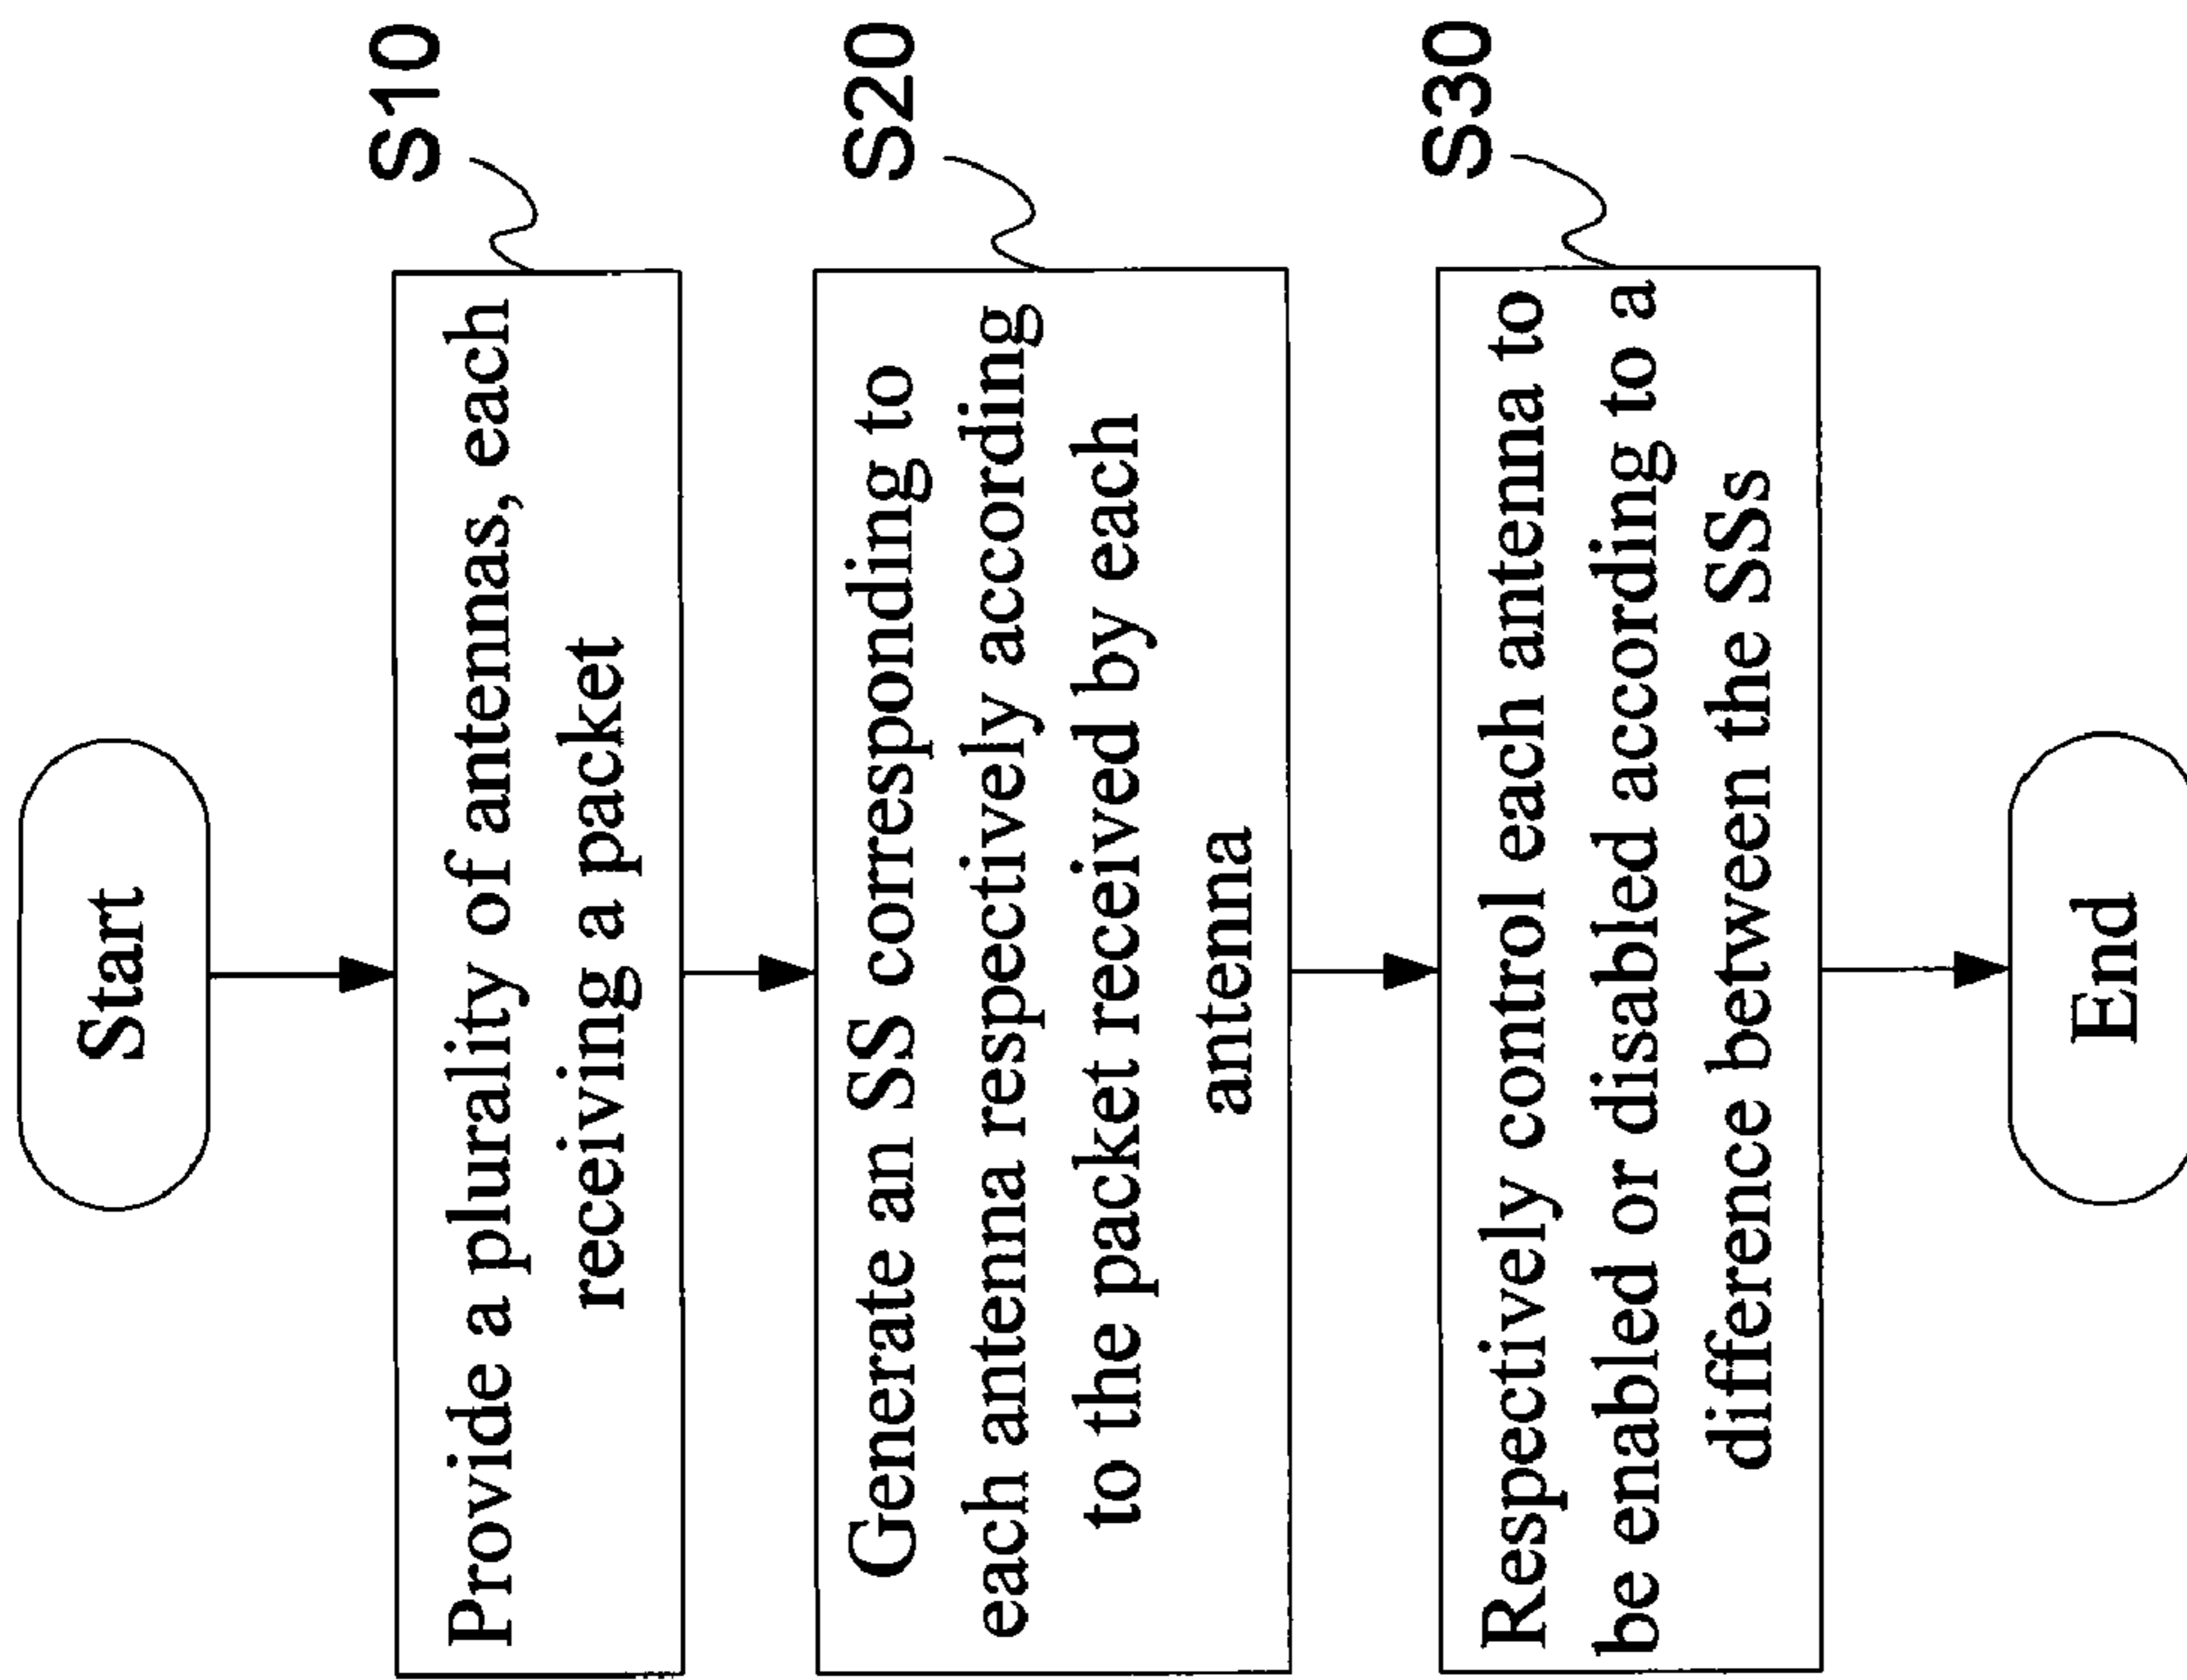 Start
S10
Provide a plurality of antennas, each
receiving a packet
S20
Generate an SS corresponding to
each antenna respectively according
to the packet received by each
antenna
S30
Respectively control each antenna to
be enabled or disabled according to a
difference between the SSs
End